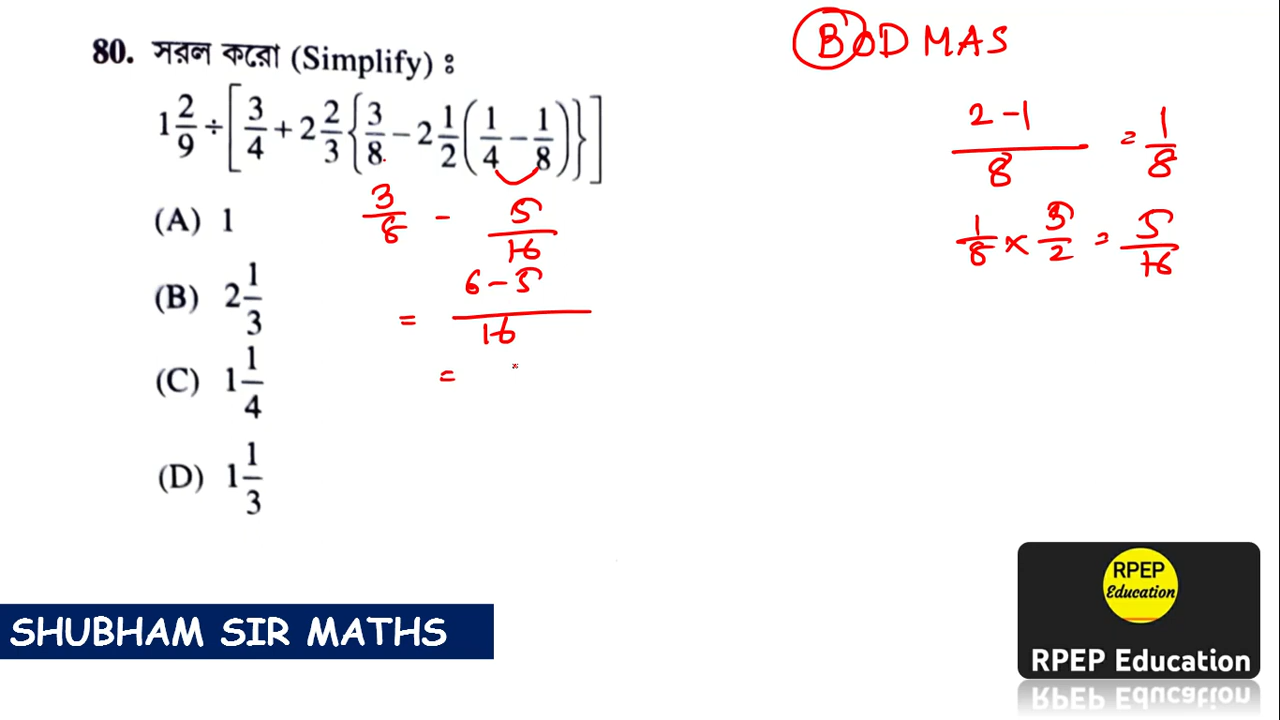 BODMAS
80. সরল করো (Simplify) :
1 2/9 ÷ [3/4 + 2 2/3 {3/8 − 2 1/2 (1/4 − 1/8)}]
2 − 1 / 8 = 1/8
3/8 − 5/16
1/8 × 5/2 = 5/16
(A) 1
= 6 − 5 / 16
(B) 2 1/3
=
(C) 1 1/4
(D) 1 1/3
RPEP
Education
SHUBHAM SIR MATHS
RPEP Education